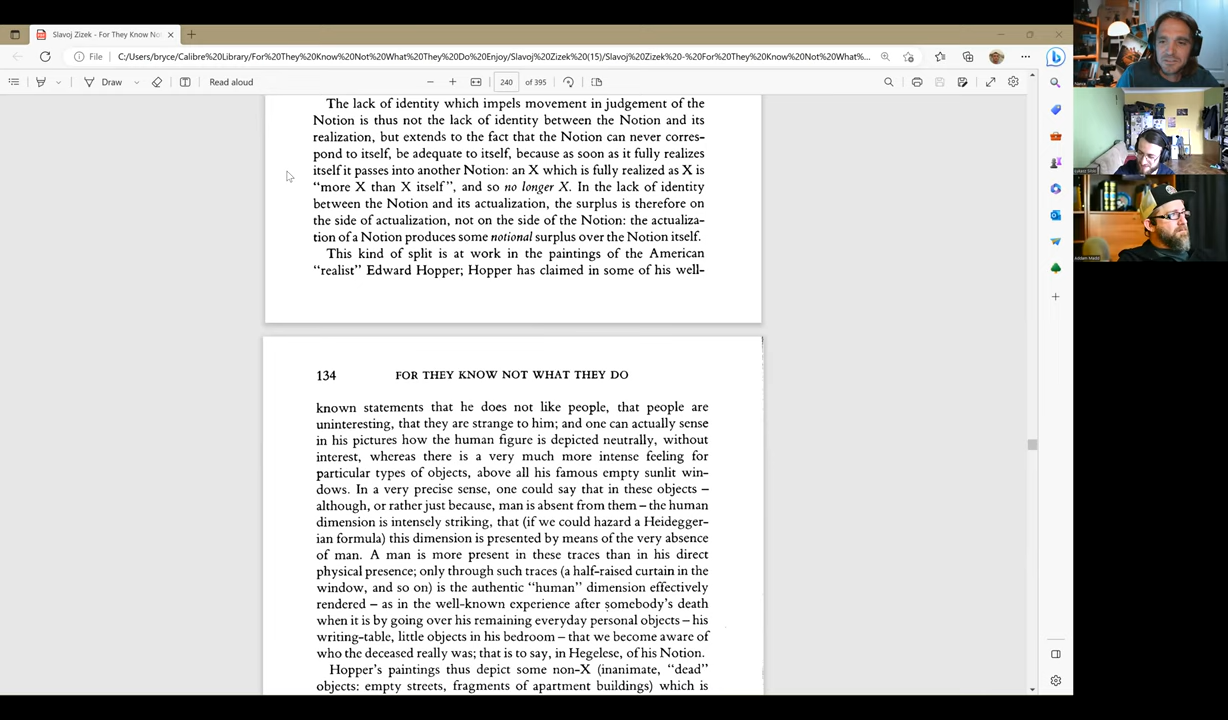 Slavoj Zizek - For They Know No
File
C:/Users/bryce/Calibre%20Library/For%20They%20Know%20Not%20What%20They%20Do%20Enjoy/Slavoj%20Zizek%20(15)/Slavoj%20Zizek%20-%20For%20They%20Know%20Not%20What%...
Draw
Read aloud
240
of 395
The lack of identity which impels movement in judgement of the
Notion is thus not the lack of identity between the Notion and its
realization, but extends to the fact that the Notion can never corres-
pond to itself, be adequate to itself, because as soon as it fully realizes
itself it passes into another Notion: an X which is fully realized as X is
“more X than X itself”, and so no longer X. In the lack of identity
between the Notion and its actualization, the surplus is therefore on
the side of actualization, not on the side of the Notion: the actualiza-
tion of a Notion produces some notional surplus over the Notion itself.
This kind of split is at work in the paintings of the American
“realist” Edward Hopper; Hopper has claimed in some of his well-
134 FOR THEY KNOW NOT WHAT THEY DO
known statements that he does not like people, that people are
uninteresting, that they are strange to him; and one can actually sense
in his pictures how the human figure is depicted neutrally, without
interest, whereas there is a very much more intense feeling for
particular types of objects, above all his famous empty sunlit win-
dows. In a very precise sense, one could say that in these objects –
although, or rather just because, man is absent from them – the human
dimension is intensely striking, that (if we could hazard a Heidegger-
ian formula) this dimension is presented by means of the very absence
of man. A man is more present in these traces than in his direct
physical presence; only through such traces (a half-raised curtain in the
window, and so on) is the authentic “human” dimension effectively
rendered – as in the well-known experience after somebody's death
when it is by going over his remaining everyday personal objects – his
writing-table, little objects in his bedroom – that we become aware of
who the deceased really was; that is to say, in Hegelese, of his Notion.
Hopper's paintings thus depict some non-X (inanimate, “dead”
objects: empty streets, fragments of apartment buildings) which is